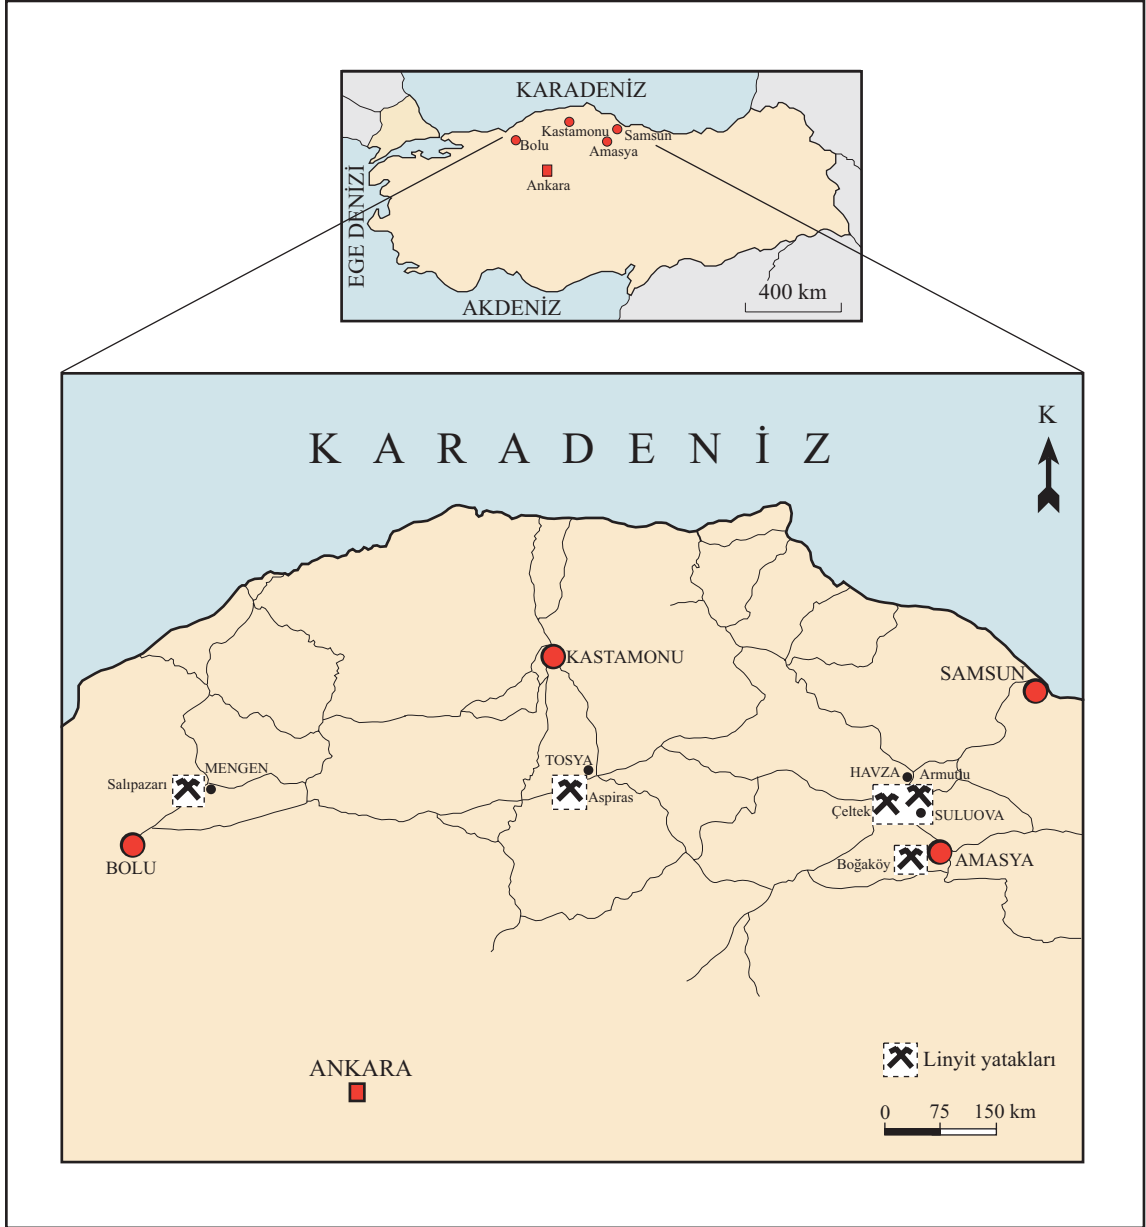 KARADENİZ
Kastamonu
Samsun
Bolu
Amasya
Ankara
EGE DENİZİ
AKDENİZ
400 km
KARADENİZ
K
KASTAMONU
SAMSUN
MENGEN
Salıpazarı
TOSYA
Aspiras
HAVZA
Armutlu
Çeltek
SULUOVA
BOLU
Boğaköy
AMASYA
ANKARA
Linyit yatakları
0 75 150 km